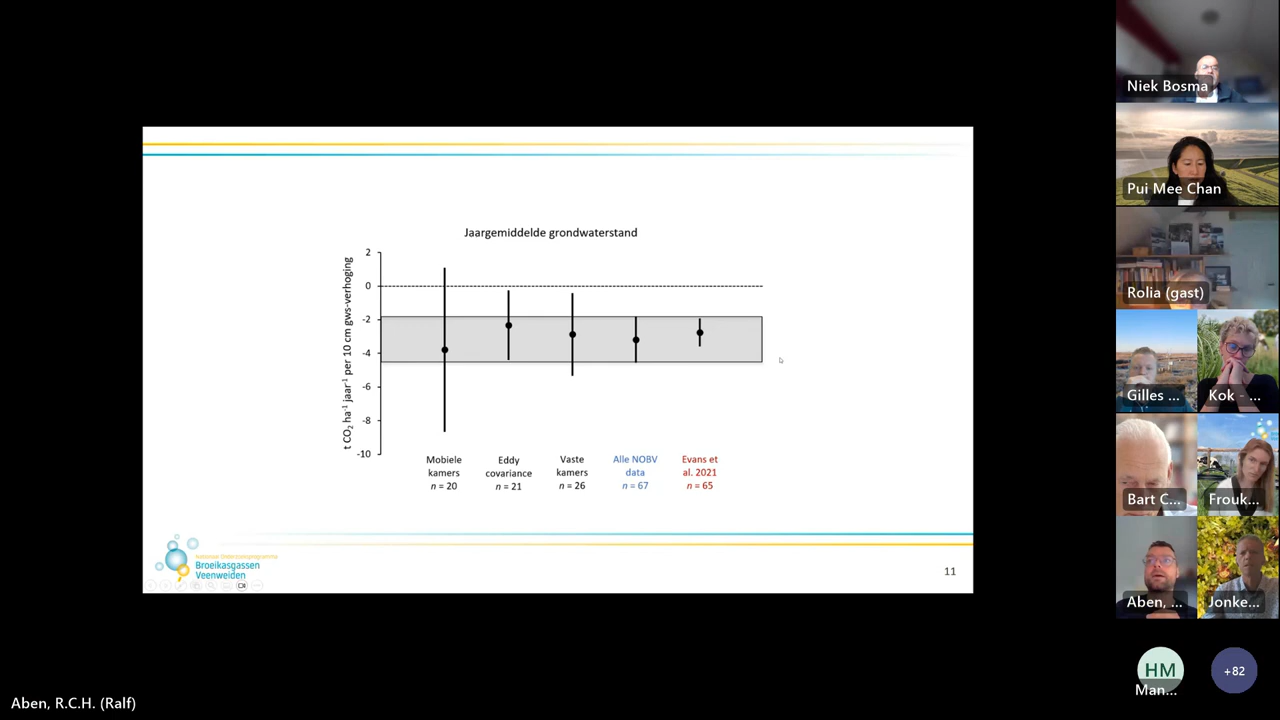 Jaargemiddelde grondwaterstand
t CO₂ ha⁻¹ jaar⁻¹ per 10 cm gws-verhoging
2
0
-2
-4
-6
-8
-10
Mobiele
kamers
n = 20
Eddy
covariance
n = 21
Vaste
kamers
n = 26
Alle NOBV
data
n = 67
Evans et
al. 2021
n = 65
Broeikasgassen
Veenweiden
11
Niek Bosma
Pui Mee Chan
Rolia (gast)
Gilles ...
Kok - ...
Bart C...
Frouk...
Aben, ...
Jonke...
HM
Man...
+82
Aben, R.C.H. (Ralf)